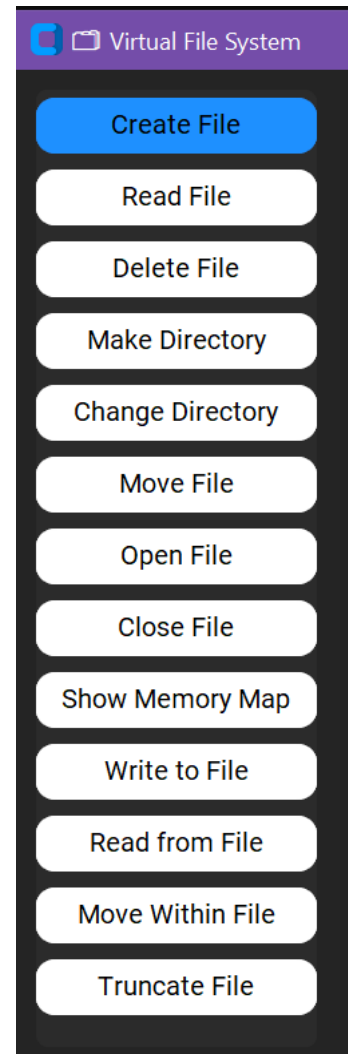 Virtual File System
Create File
Read File
Delete File
Make Directory
Change Directory
Move File
Open File
Close File
Show Memory Map
Write to File
Read from File
Move Within File
Truncate File